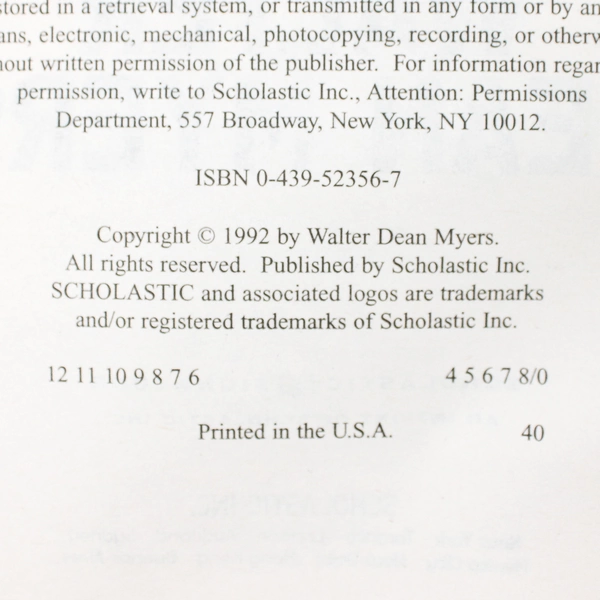 stored in a retrieval system, or transmitted in any form or by an
ans, electronic, mechanical, photocopying, recording, or otherw
hout written permission of the publisher. For information regar
permission, write to Scholastic Inc., Attention: Permissions
Department, 557 Broadway, New York, NY 10012.
ISBN 0-439-52356-7
Copyright © 1992 by Walter Dean Myers.
All rights reserved. Published by Scholastic Inc.
SCHOLASTIC and associated logos are trademarks
and/or registered trademarks of Scholastic Inc.
12 11 10 9 8 7 6 4 5 6 7 8/0
Printed in the U.S.A. 40